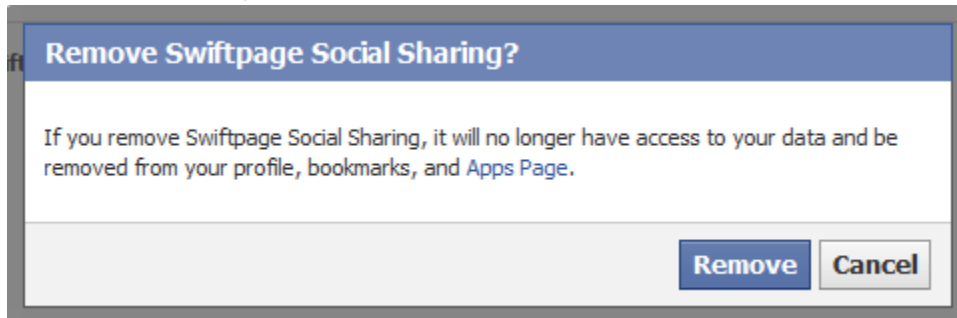 Remove Swiftpage Social Sharing?
If you remove Swiftpage Social Sharing, it will no longer have access to your data and be
removed from your profile, bookmarks, and Apps Page.
Remove Cancel